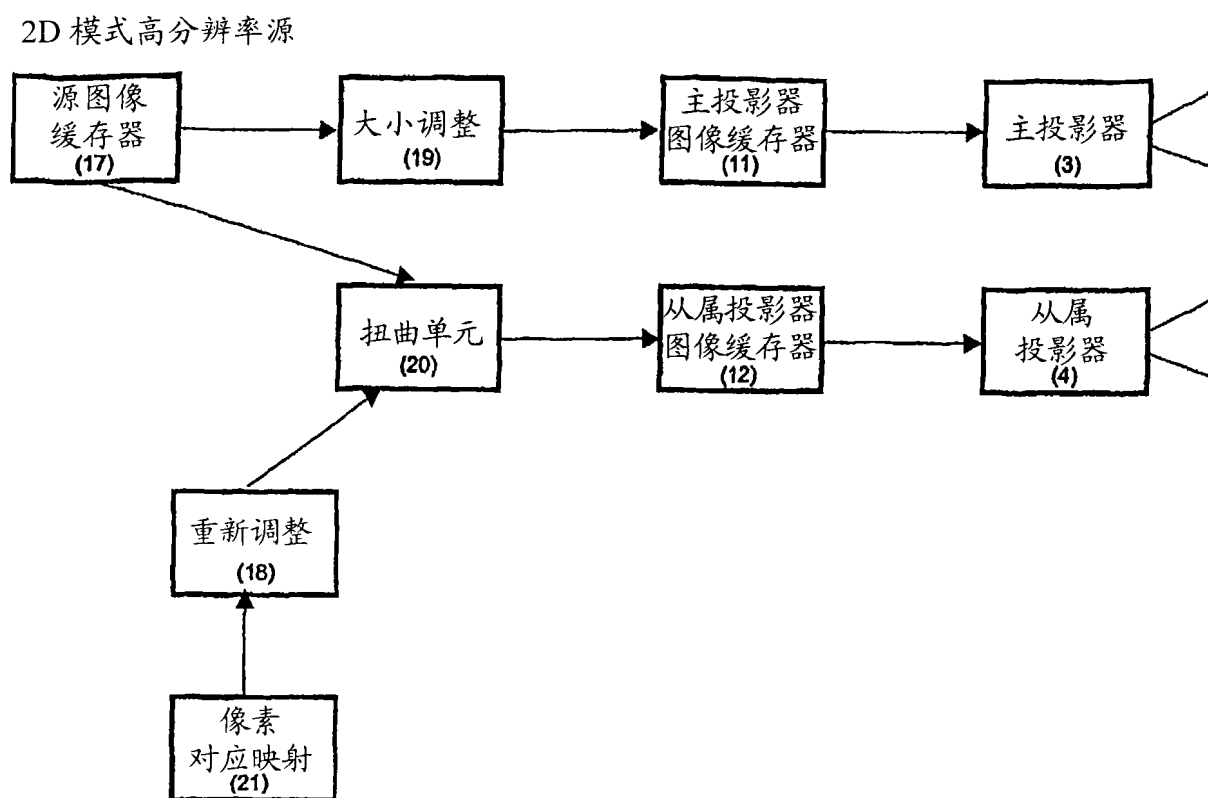 2D 模式高分辨率源
源图像
缓存器
(17)
大小调整
(19)
主投影器
图像缓存器
(11)
主投影器
(3)
扭曲单元
(20)
从属投影器
图像缓存器
(12)
从属
投影器
(4)
重新调整
(18)
像素
对应映射
(21)